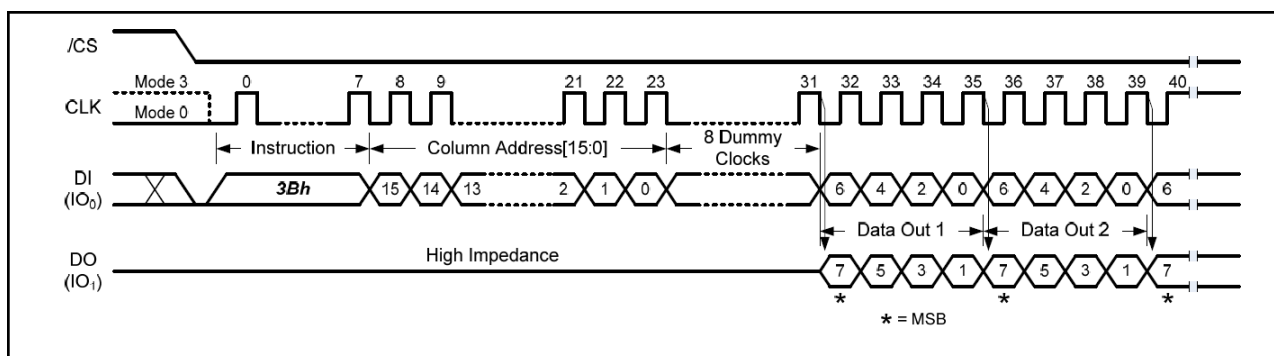 /CS
Mode 3 0 7 8 9 21 22 23 31 32 33 34 35 36 37 38 39 40
CLK
Mode 0
Instruction Column Address[15:0] 8 Dummy Clocks
DI
(IO₀)
3Bh 15 14 13 2 1 0 6 4 2 0 6 4 2 0 6
Data Out 1 Data Out 2
DO
(IO₁)
High Impedance 7 5 3 1 7 5 3 1 7
* * *
* = MSB